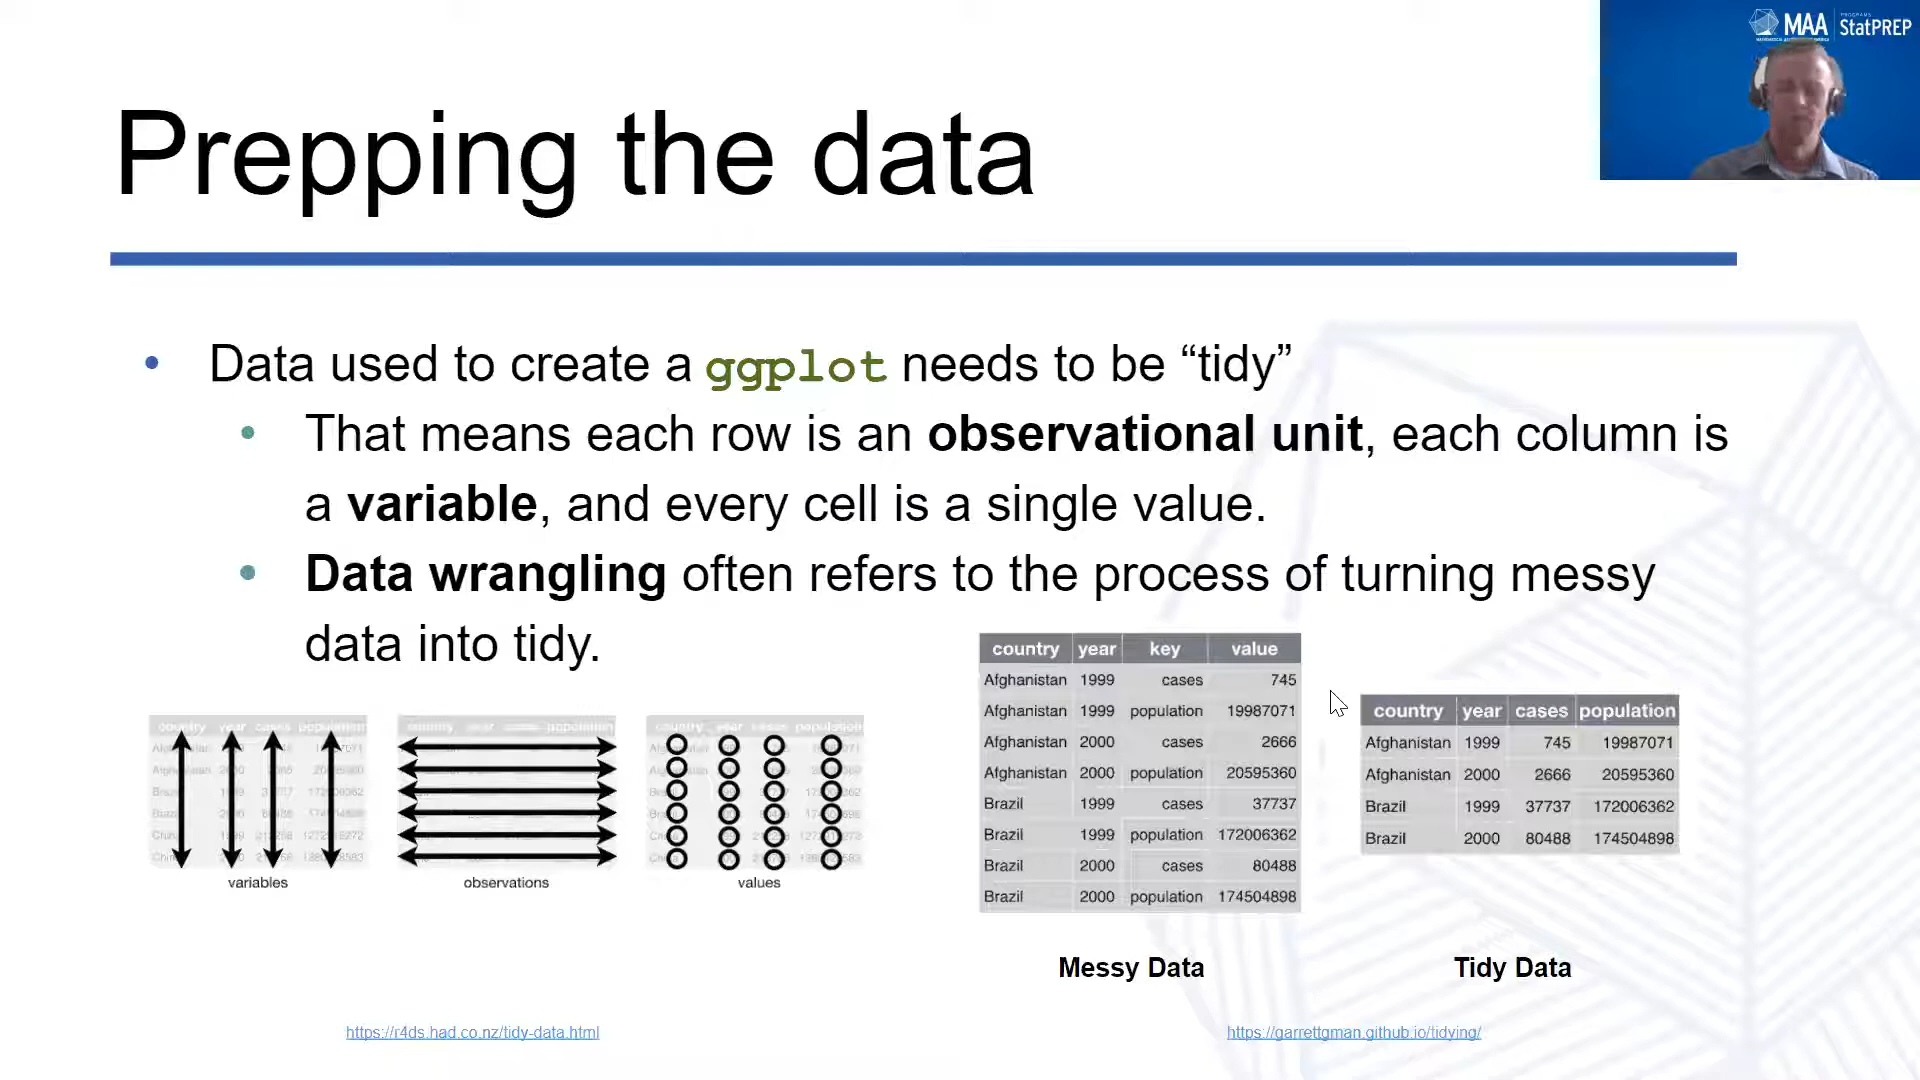 MAA
PROGRAMS
StatPREP
Prepping the data
Data used to create a ggplot needs to be “tidy”
That means each row is an observational unit, each column is
a variable, and every cell is a single value.
Data wrangling often refers to the process of turning messy
data into tidy.
variables
observations
values
country year key value
Afghanistan 1999 cases 745
Afghanistan 1999 population 19987071
Afghanistan 2000 cases 2666
Afghanistan 2000 population 20595360
Brazil 1999 cases 37737
Brazil 1999 population 172006362
Brazil 2000 cases 80488
Brazil 2000 population 174504898
Messy Data
country year cases population
Afghanistan 1999 745 19987071
Afghanistan 2000 2666 20595360
Brazil 1999 37737 172006362
Brazil 2000 80488 174504898
Tidy Data
https://r4ds.had.co.nz/tidy-data.html
https://garrettgman.github.io/tidying/